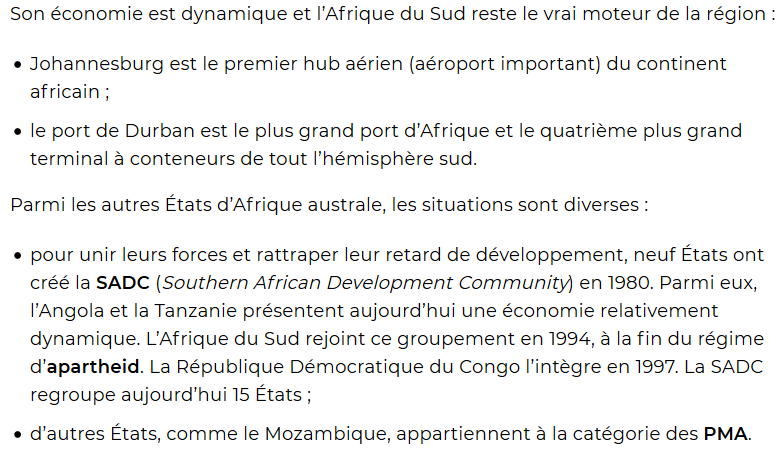 Son économie est dynamique et l’Afrique du Sud reste le vrai moteur de la région :
• Johannesburg est le premier hub aérien (aéroport important) du continent
africain ;
• le port de Durban est le plus grand port d’Afrique et le quatrième plus grand
terminal à conteneurs de tout l’hémisphère sud.
Parmi les autres États d’Afrique australe, les situations sont diverses :
• pour unir leurs forces et rattraper leur retard de développement, neuf États ont
créé la SADC (Southern African Development Community) en 1980. Parmi eux,
l’Angola et la Tanzanie présentent aujourd’hui une économie relativement
dynamique. L’Afrique du Sud rejoint ce groupement en 1994, à la fin du régime
d’apartheid. La République Démocratique du Congo l’intègre en 1997. La SADC
regroupe aujourd’hui 15 États ;
• d’autres États, comme le Mozambique, appartiennent à la catégorie des PMA.